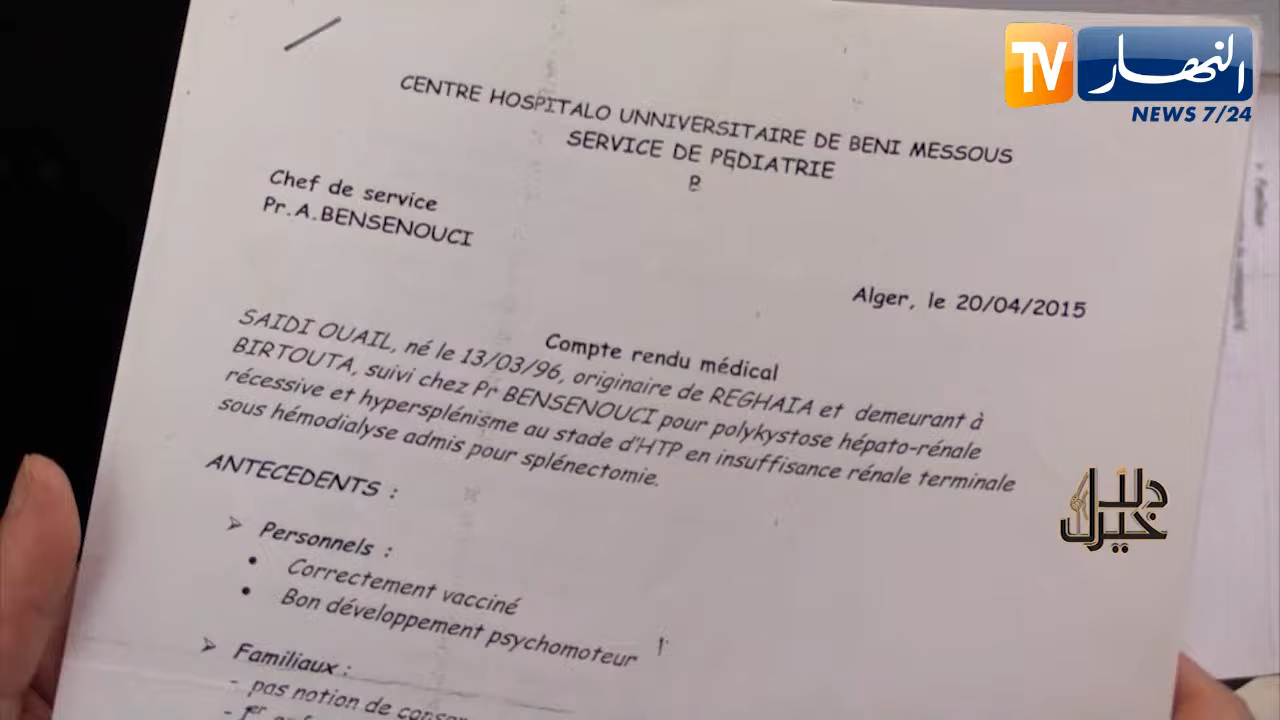 TV النهار
NEWS 7/24
CENTRE HOSPITALO UNNIVERSITAIRE DE BENI MESSOUS
SERVICE DE PEDIATRIE
B
Chef de service
Pr.A.BENSENOUCI
Alger, le 20/04/2015
Compte rendu médical
SAIDI OUAIL, né le 13/03/96, originaire de REGHAIA et demeurant à
BIRTOUTA, suivi chez Pr BENSENOUCI pour polykystose hépato-rénale
récessive et hypersplénisme au stade d'HTP en insuffisance rénale terminale
sous hémodialyse admis pour splénectomie.
ANTECEDENTS :
Personnels :
• Correctement vacciné
• Bon développement psychomoteur
Familiaux :
- pas notion de
- 1er